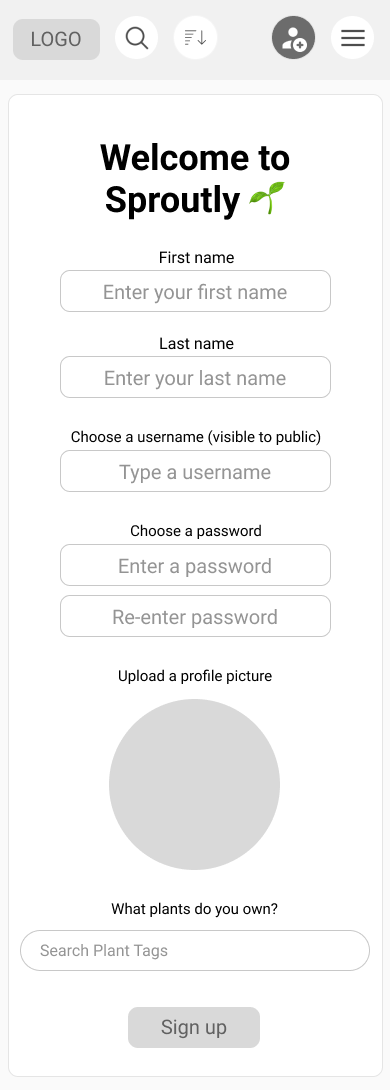 LOGO
Welcome to
Sproutly 🌱
First name
Enter your first name
Last name
Enter your last name
Choose a username (visible to public)
Type a username
Choose a password
Enter a password
Re-enter password
Upload a profile picture
What plants do you own?
Search Plant Tags
Sign up